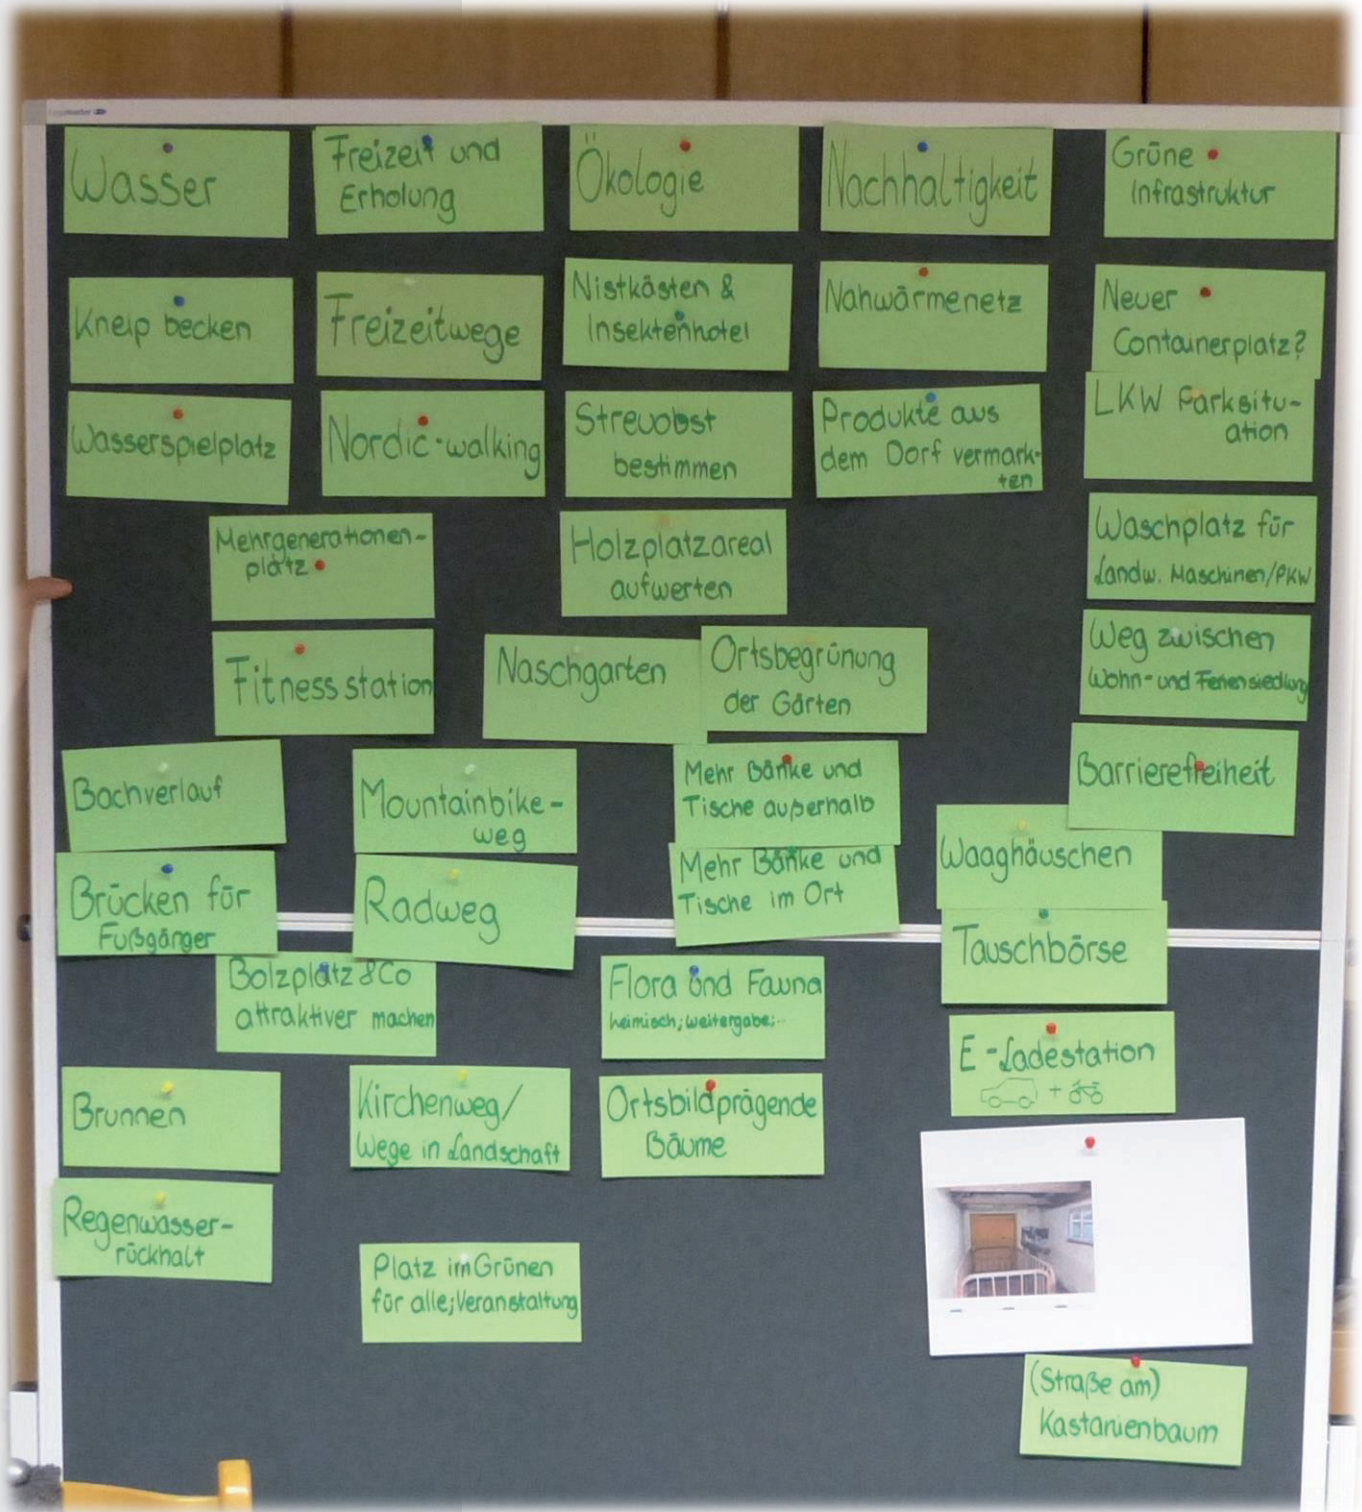 Wasser
Freizeit und
Erholung
Ökologie
Nachhaltigkeit
Grüne
Infrastruktur
Kneip becken
Freizeitwege
Nistkästen &
Insektenhotel
Nahwärmenetz
Neuer
Containerplatz?
Wasserspielplatz
Nordic-walking
Streuobst
bestimmen
Produkte aus
dem Dorf vermark-
ten
LKW Parksitu-
ation
Mehrgenerationen-
platz
Holzplatzareal
aufwerten
Waschplatz für
Landw. Maschinen/PKW
Fitness station
Naschgarten
Ortsbegrünung
der Gärten
Weg zwischen
Wohn- und Feriensiedlung
Bachverlauf
Mountainbike-
weg
Mehr Bänke und
Tische außerhalb
Barrierefreiheit
Brücken für
Fußgänger
Radweg
Mehr Bänke und
Tische im Ort
Waaghäuschen
Tauschbörse
Bolzplatz & Co
attraktiver machen
Flora und Fauna
heimisch; weitergabe;..
E-Ladestation
+
Brunnen
Kirchenweg/
Wege in Landschaft
Ortsbildprägende
Bäume
Regenwasser-
rückhalt
Platz im Grünen
für alle; Veranstaltung
(Straße am)
Kastanienbaum